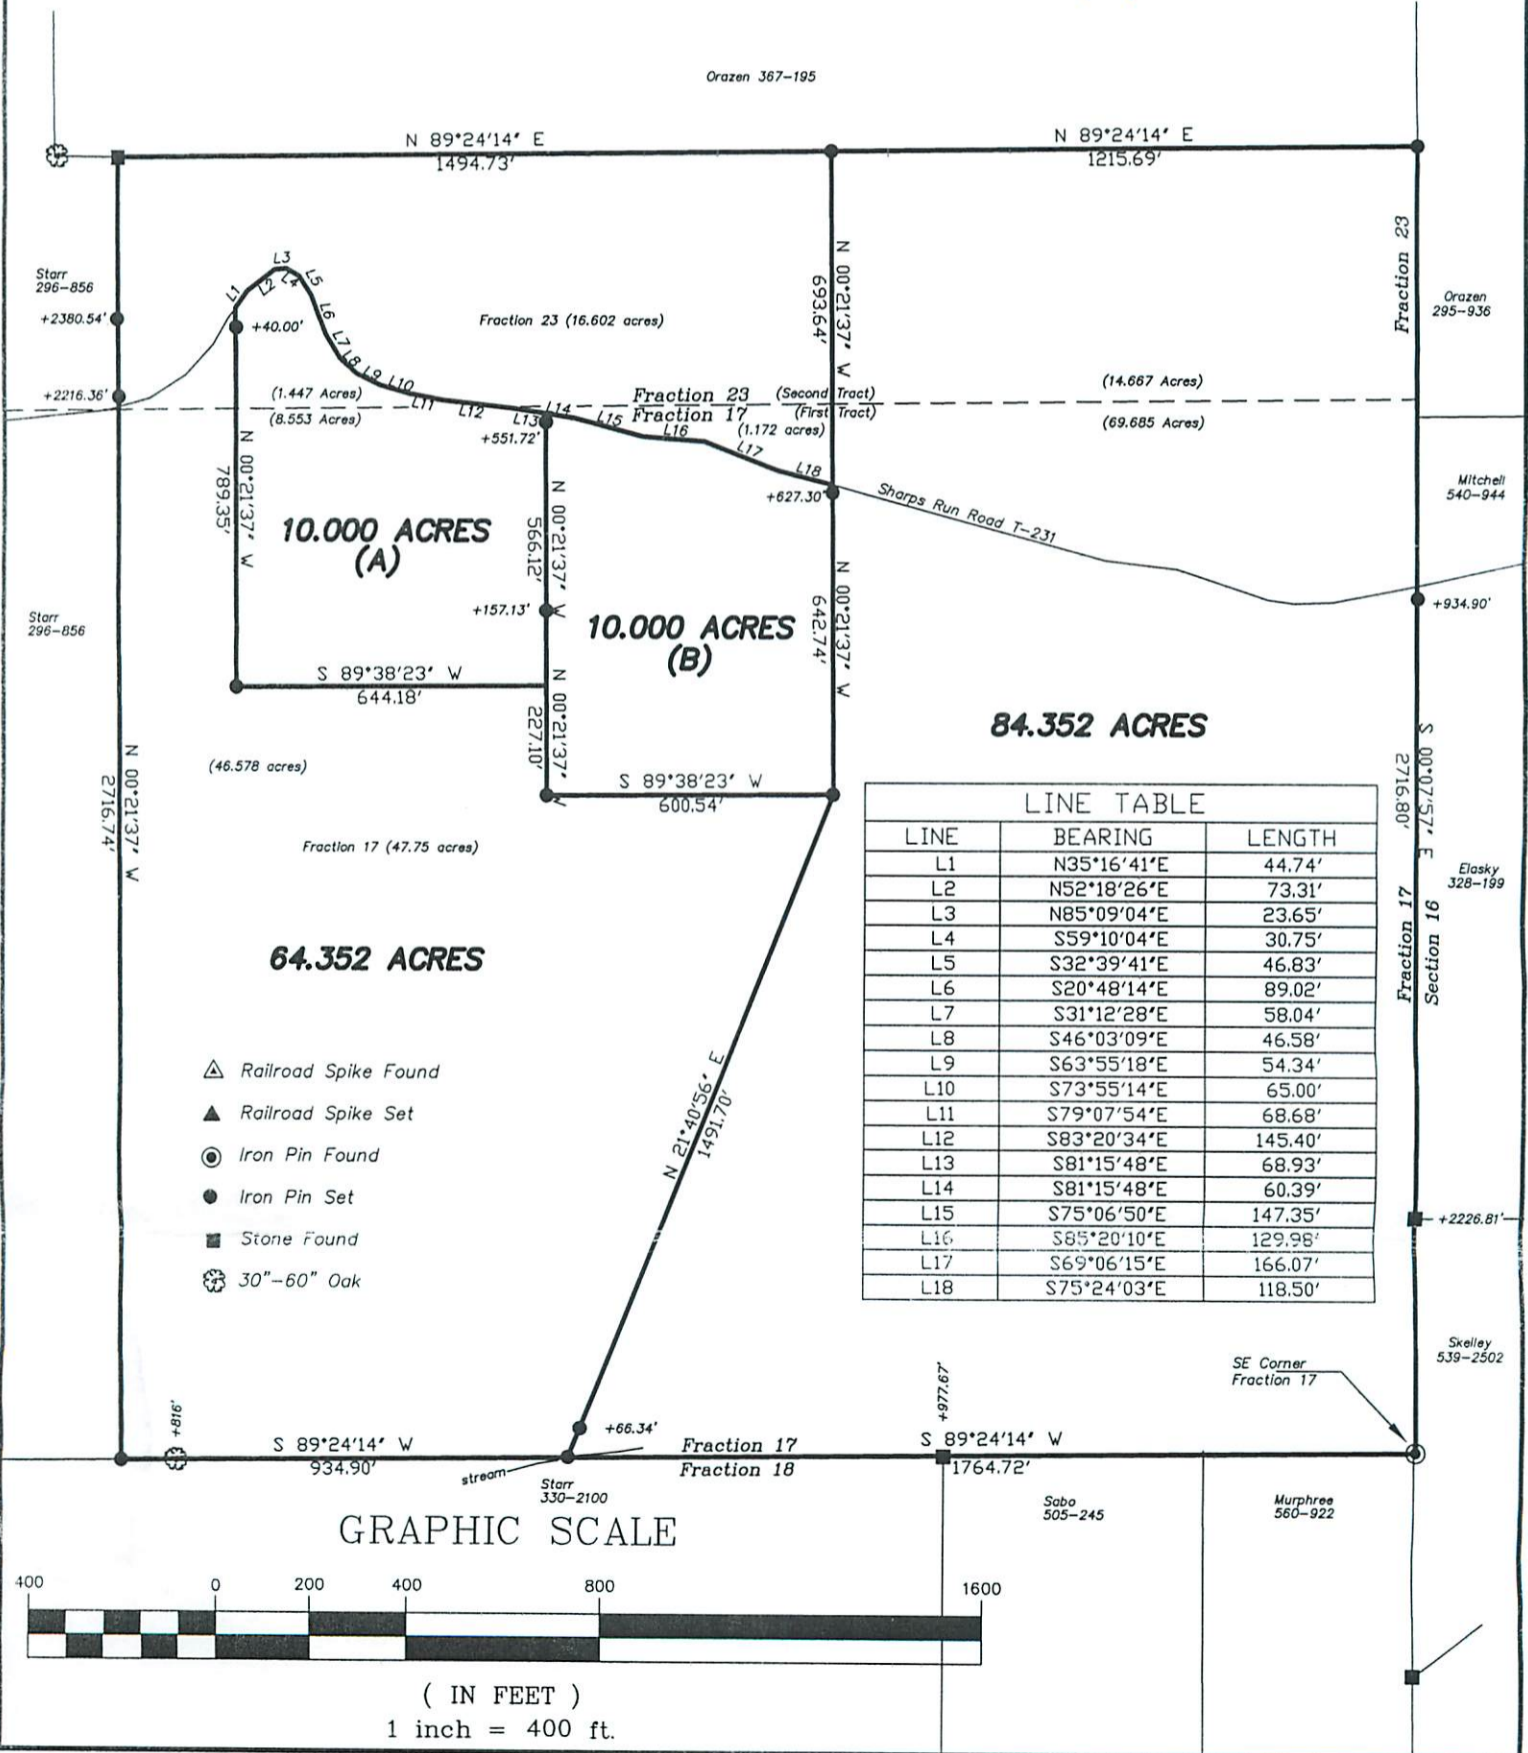 Orazen 367-195
N 89°24'14" E
1494.73'
N 89°24'14" E
1215.69'
Starr
296-856
+2380.54'
+2216.36'
L1
L2
L3
L4
L5
L6
L7
L8
L9
L10
L11
L12
L13
L14
L15
L16
L17
L18
+40.00'
Fraction 23 (16.602 acres)
N 00°21'37" W
693.64'
Fraction 23
Orazen
295-936
(1.447 Acres)
(8.553 Acres)
Fraction 23 (Second Tract)
Fraction 17 (First Tract)
(1.172 acres)
(14.667 Acres)
(69.685 Acres)
+551.72'
+627.30'
Sharps Run Road T-231
Mitchell
540-944
N 00°21'37" W
789.35'
10.000 ACRES
(A)
N 00°21'37" W
566.12'
+157.13'
10.000 ACRES
(B)
N 00°21'37" W
642.74'
+934.90'
Starr
296-856
S 89°38'23" W
644.18'
N 00°21'37" W
227.10'
S 89°38'23" W
600.54'
84.352 ACRES
(46.578 acres)
N 00°21'37" W
2716.74'
Fraction 17 (47.75 acres)
64.352 ACRES
S 00°07'57" E
2716.80'
Elasky
328-199
Fraction 17
Section 16
LINE TABLE
LINE BEARING LENGTH
L1 N35°16'41"E 44.74'
L2 N52°18'26"E 73.31'
L3 N85°09'04"E 23.65'
L4 S59°10'04"E 30.75'
L5 S32°39'41"E 46.83'
L6 S20°48'14"E 89.02'
L7 S31°12'28"E 58.04'
L8 S46°03'09"E 46.58'
L9 S63°55'18"E 54.34'
L10 S73°55'14"E 65.00'
L11 S79°07'54"E 68.68'
L12 S83°20'34"E 145.40'
L13 S81°15'48"E 68.93'
L14 S81°15'48"E 60.39'
L15 S75°06'50"E 147.35'
L16 S85°20'10"E 129.98'
L17 S69°06'15"E 166.07'
L18 S75°24'03"E 118.50'
Railroad Spike Found
Railroad Spike Set
Iron Pin Found
Iron Pin Set
Stone Found
30"-60" Oak
N 21°40'56" E
1491.70'
+2226.81'
Skelley
539-2502
SE Corner
Fraction 17
+816'
S 89°24'14" W
934.90'
+66.34'
stream
Starr
330-2100
Fraction 17
Fraction 18
+977.67'
S 89°24'14" W
1764.72'
Sabo
505-245
Murphree
560-922
GRAPHIC SCALE
400 0 200 400 800 1600
( IN FEET )
1 inch = 400 ft.